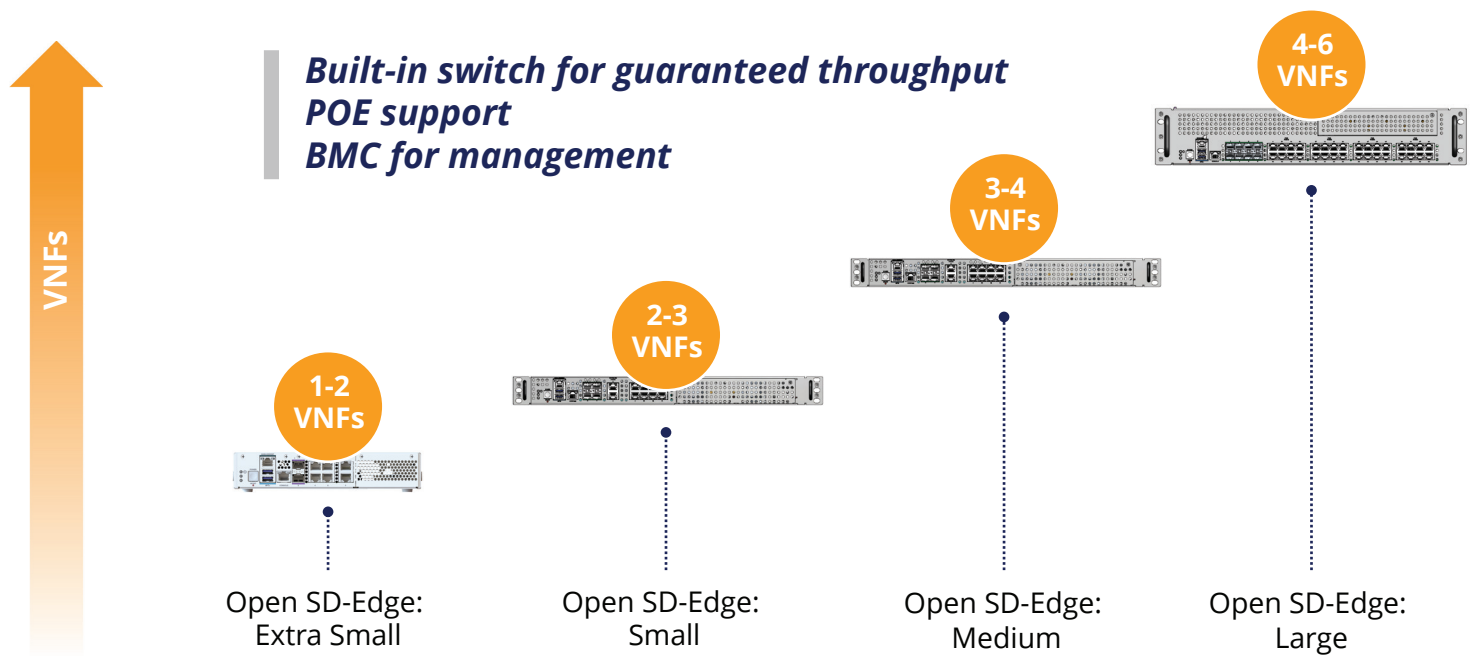 Built-in switch for guaranteed throughput
POE support
BMC for management
VNFs
4-6
VNFs
3-4
VNFs
2-3
VNFs
1-2
VNFs
Open SD-Edge:
Extra Small
Open SD-Edge:
Small
Open SD-Edge:
Medium
Open SD-Edge:
Large